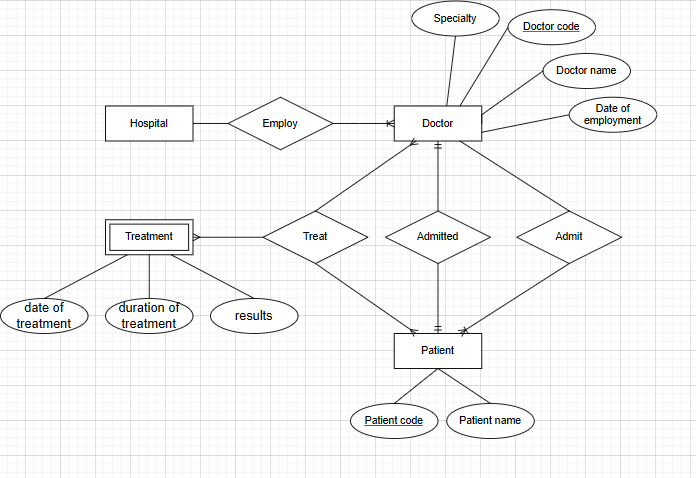 Specialty
Doctor code
Doctor name
Date of
employment
Hospital
Employ
Doctor
Treatment
Treat
Admitted
Admit
date of
treatment
duration of
treatment
results
Patient
Patient code
Patient name